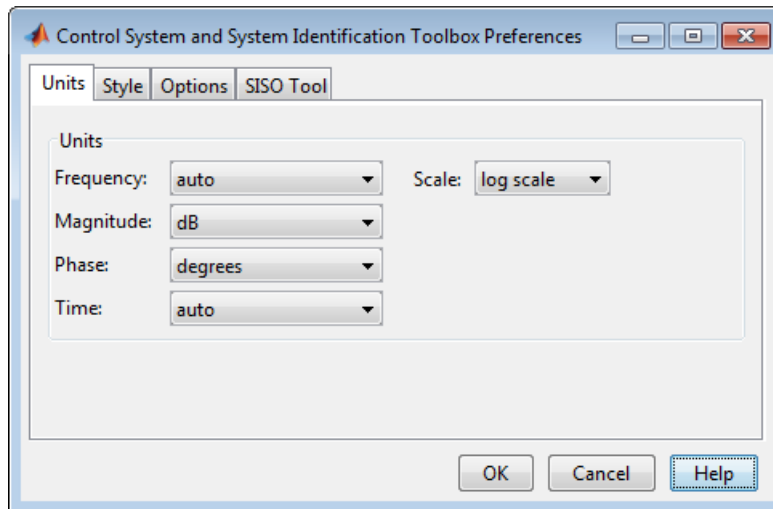 Control System and System Identification Toolbox Preferences
Units Style Options SISO Tool
Units
Frequency: auto Scale: log scale
Magnitude: dB
Phase: degrees
Time: auto
OK Cancel Help